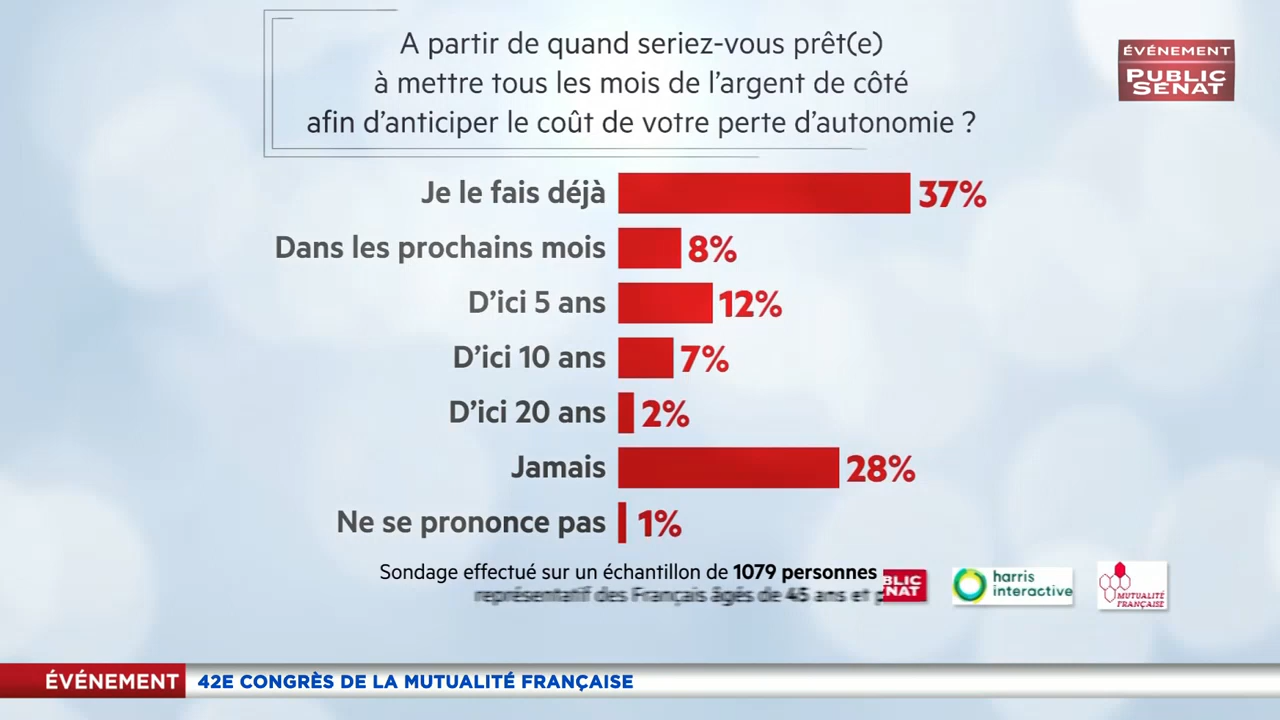 A partir de quand seriez-vous prêt(e)
à mettre tous les mois de l'argent de côté
afin d'anticiper le coût de votre perte d'autonomie ?
ÉVÉNEMENT
PUBLIC
SENAT
Je le fais déjà 37%
Dans les prochains mois 8%
D'ici 5 ans 12%
D'ici 10 ans 7%
D'ici 20 ans 2%
Jamais 28%
Ne se prononce pas 1%
Sondage effectué sur un échantillon de 1079 personnes
représentatif des Français âgés de 45 ans et
BLIC
NAT
harris
interactive
MUTUALITÉ
FRANÇAISE
ÉVÉNEMENT 42E CONGRÈS DE LA MUTUALITÉ FRANÇAISE